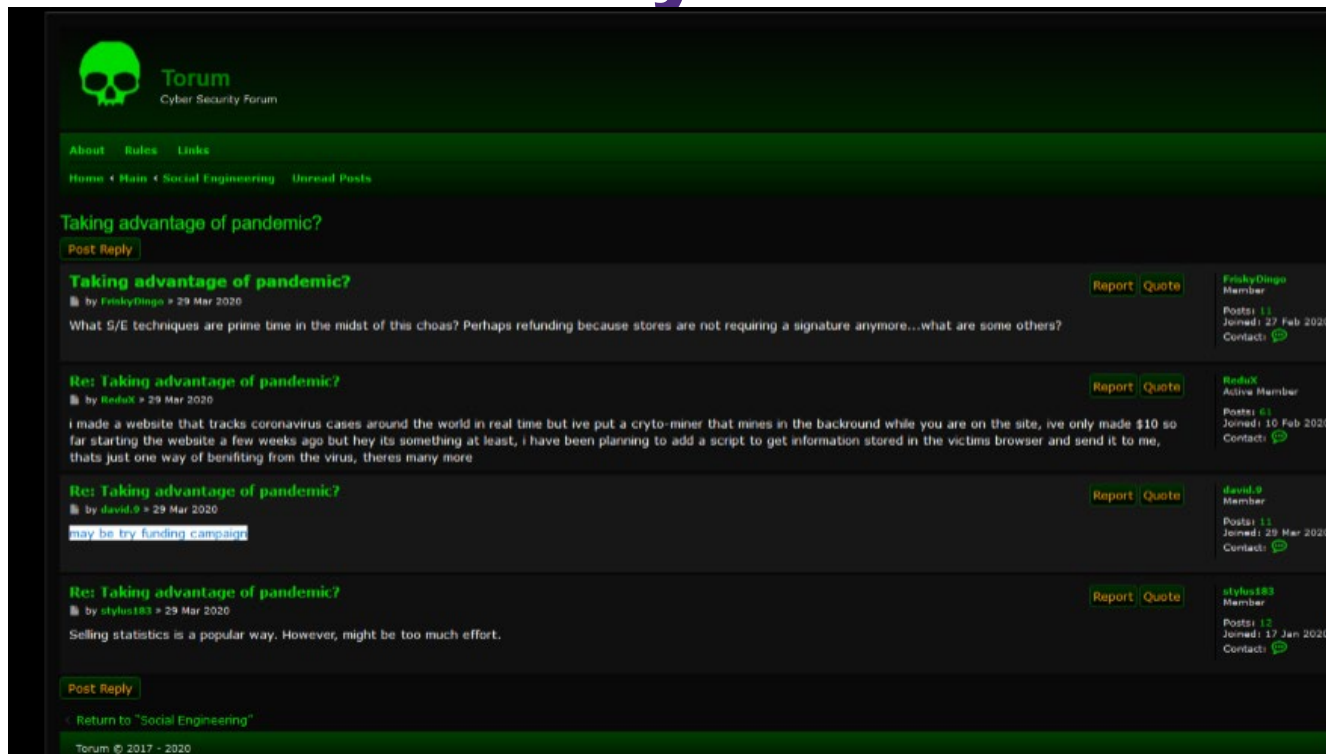 Torum
Cyber Security Forum
About Rules Links
Home < Main < Social Engineering Unread Posts
Taking advantage of pandemic?
Post Reply
Taking advantage of pandemic?
by FriskyDingo » 29 Mar 2020
What S/E techniques are prime time in the midst of this choas? Perhaps refunding because stores are not requiring a signature anymore...what are some others?
Report Quote
FriskyDingo
Member
Posts: 11
Joined: 27 Feb 2020
Contact:
Re: Taking advantage of pandemic?
by ReduX » 29 Mar 2020
i made a website that tracks coronavirus cases around the world in real time but ive put a cryto-miner that mines in the backround while you are on the site, ive only made $10 so
far starting the website a few weeks ago but hey its something at least, i have been planning to add a script to get information stored in the victims browser and send it to me,
thats just one way of benifiting from the virus, theres many more
Report Quote
ReduX
Active Member
Posts: 61
Joined: 10 Feb 2020
Contact:
Re: Taking advantage of pandemic?
by david.9 » 29 Mar 2020
may be try funding campaign
Report Quote
david.9
Member
Posts: 11
Joined: 29 Mar 2020
Contact:
Re: Taking advantage of pandemic?
by stylus183 » 29 Mar 2020
Selling statistics is a popular way. However, might be too much effort.
Report Quote
stylus183
Member
Posts: 12
Joined: 17 Jan 2020
Contact:
Post Reply
< Return to "Social Engineering"
Torum © 2017 - 2020